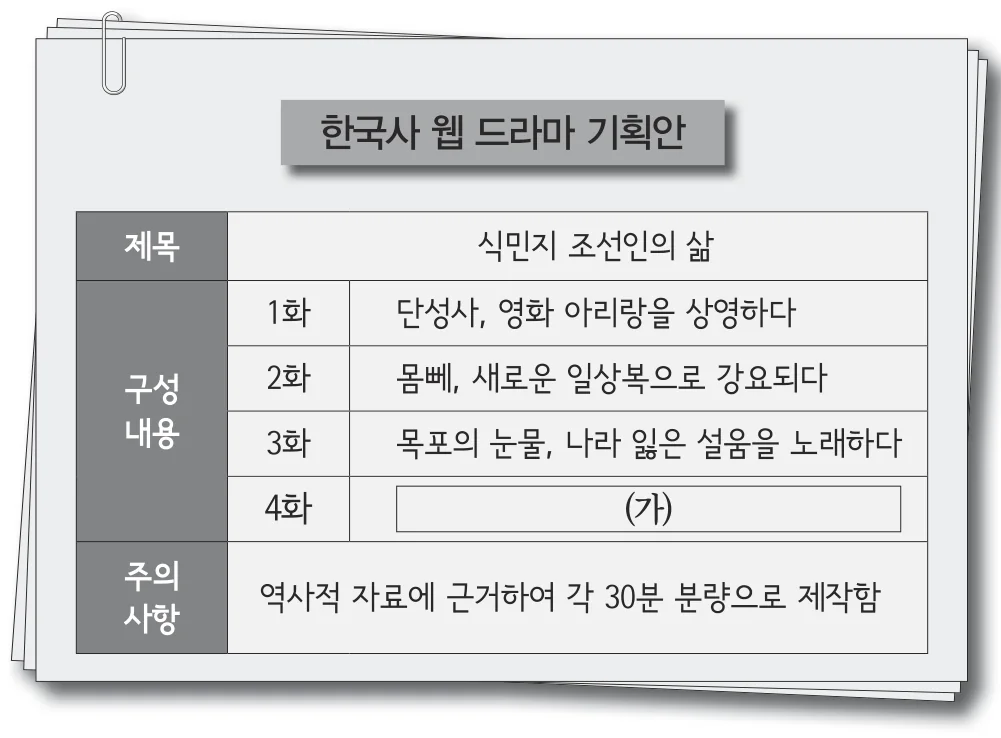 한국사 웹 드라마 기획안
제목 식민지 조선인의 삶
구성
내용
1화 단성사, 영화 아리랑을 상영하다
2화 몸뻬, 새로운 일상복으로 강요되다
3화 목포의 눈물, 나라 잃은 설움을 노래하다
4화 (가)
주의
사항
역사적 자료에 근거하여 각 30분 분량으로 제작함